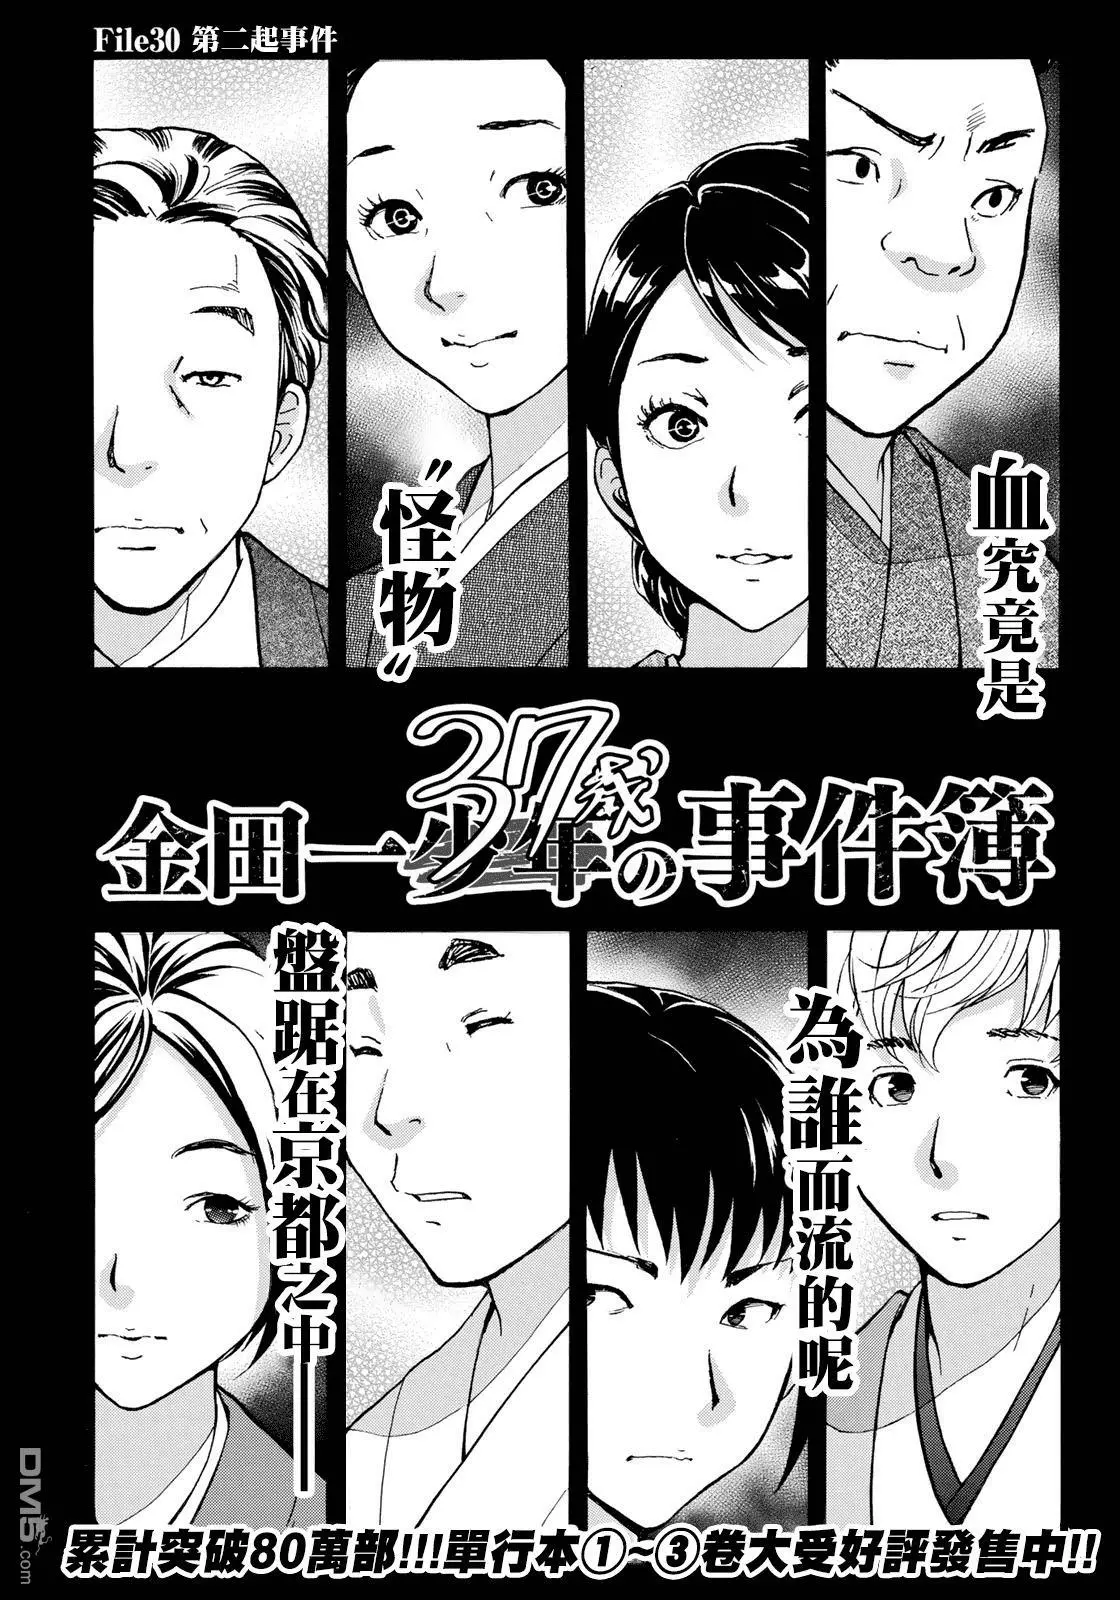 File30 第二起事件
血究竟是
為誰而流的呢
"怪物"
盤踞在京都之中——
37歳
金田一少年の事件簿
累計突破80萬部!!!單行本①~③卷大受好評發售中!!
DM5.com